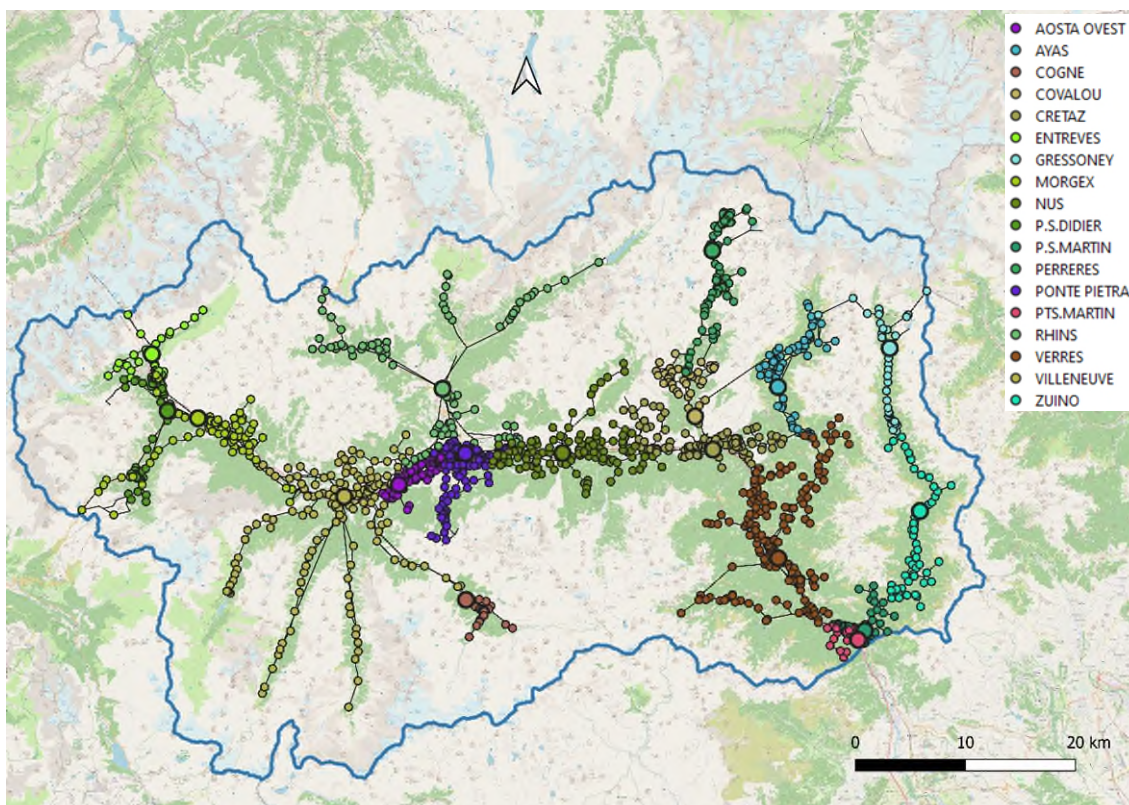 AOSTA OVEST
AYAS
COGNE
COVALOU
CRETAZ
ENTREVES
GRESSONEY
MORGEX
NUS
P.S.DIDIER
P.S.MARTIN
PERRERES
PONTE PIETRA
PTS.MARTIN
RHINS
VERRES
VILLENEUVE
ZUINO
0 10 20 km